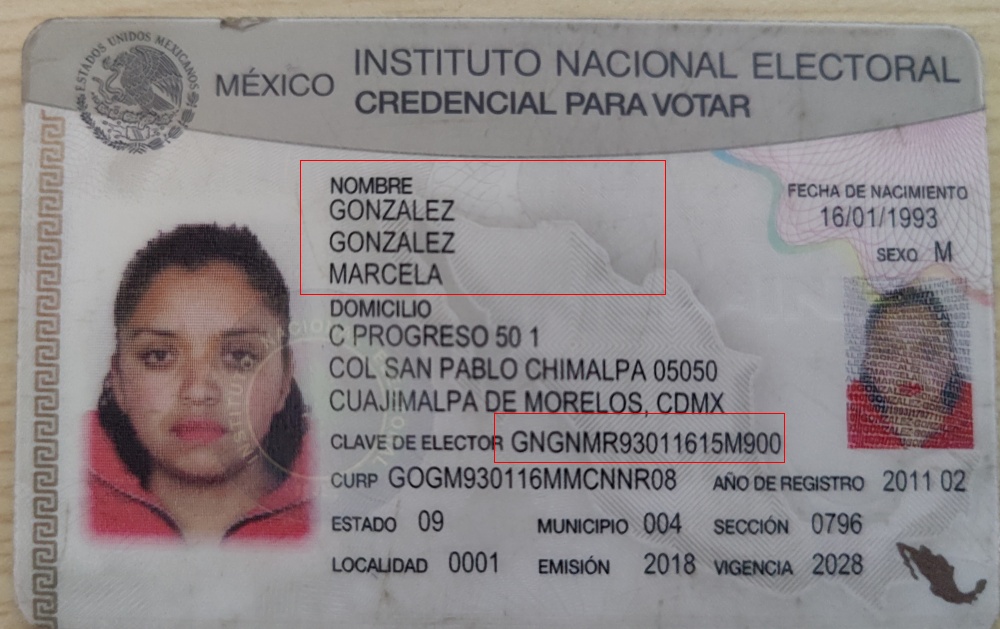 ESTADOS UNIDOS MEXICANOS
MÉXICO
INSTITUTO NACIONAL ELECTORAL
CREDENCIAL PARA VOTAR
NOMBRE
GONZALEZ
GONZALEZ
MARCELA
FECHA DE NACIMIENTO
16/01/1993
SEXO M
DOMICILIO
C PROGRESO 50 1
COL SAN PABLO CHIMALPA 05050
CUAJIMALPA DE MORELOS, CDMX
CLAVE DE ELECTOR GNGNMR93011615M900
CURP GOGM930116MMCNNR08 AÑO DE REGISTRO 2011 02
ESTADO 09 MUNICIPIO 004 SECCIÓN 0796
LOCALIDAD 0001 EMISIÓN 2018 VIGENCIA 2028